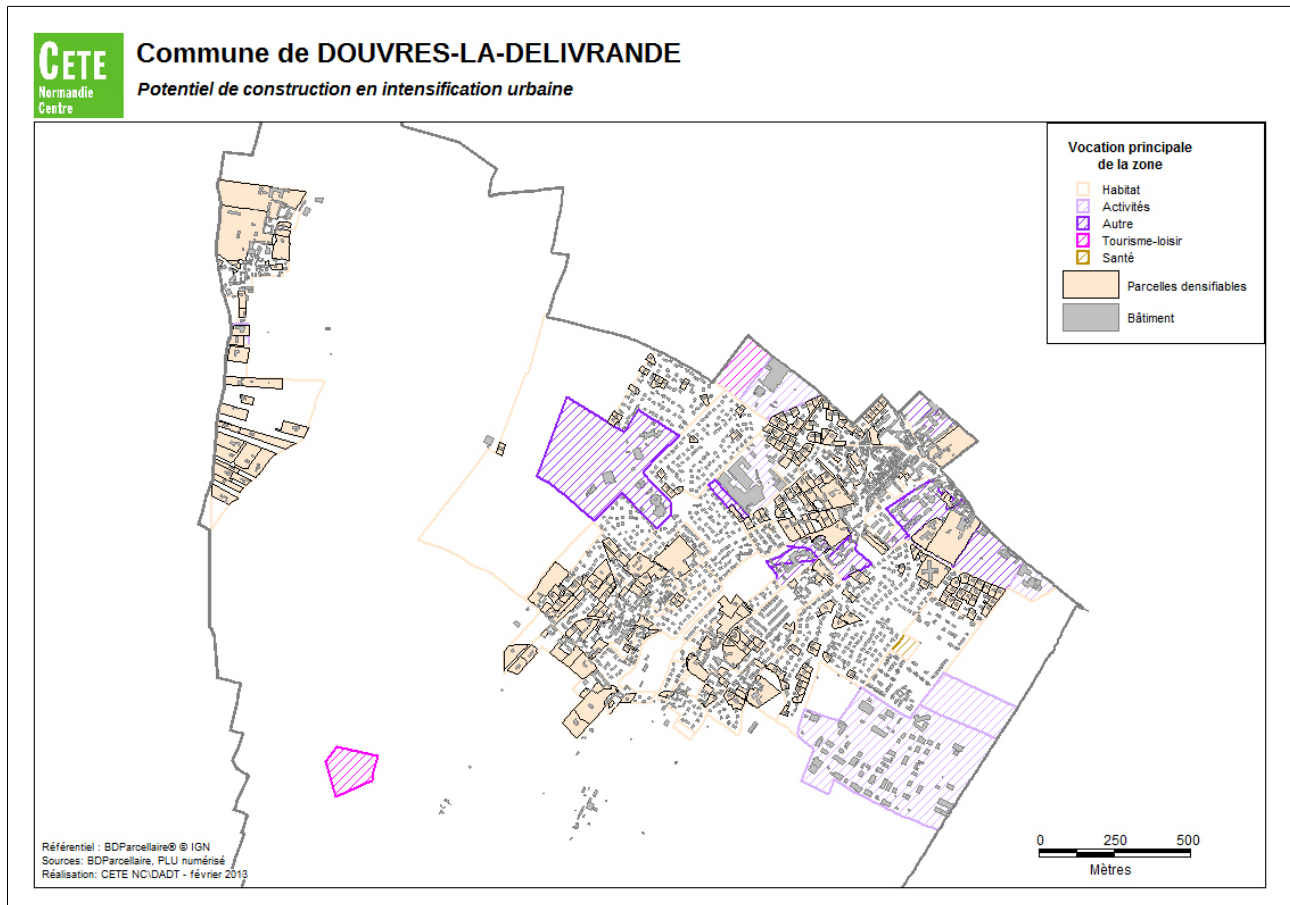 CETE
Normandie
Centre
Commune de DOUVRES-LA-DELIVRANDE
Potentiel de construction en intensification urbaine
Vocation principale
de la zone
Habitat
Activités
Autre
Tourisme-loisir
Santé
Parcelles densifiables
Bâtiment
Référentiel : BDParcellaire® © IGN
Sources: BDParcellaire, PLU numérisé
Réalisation: CETE NC\DADT - février 2013
0 250 500
Mètres